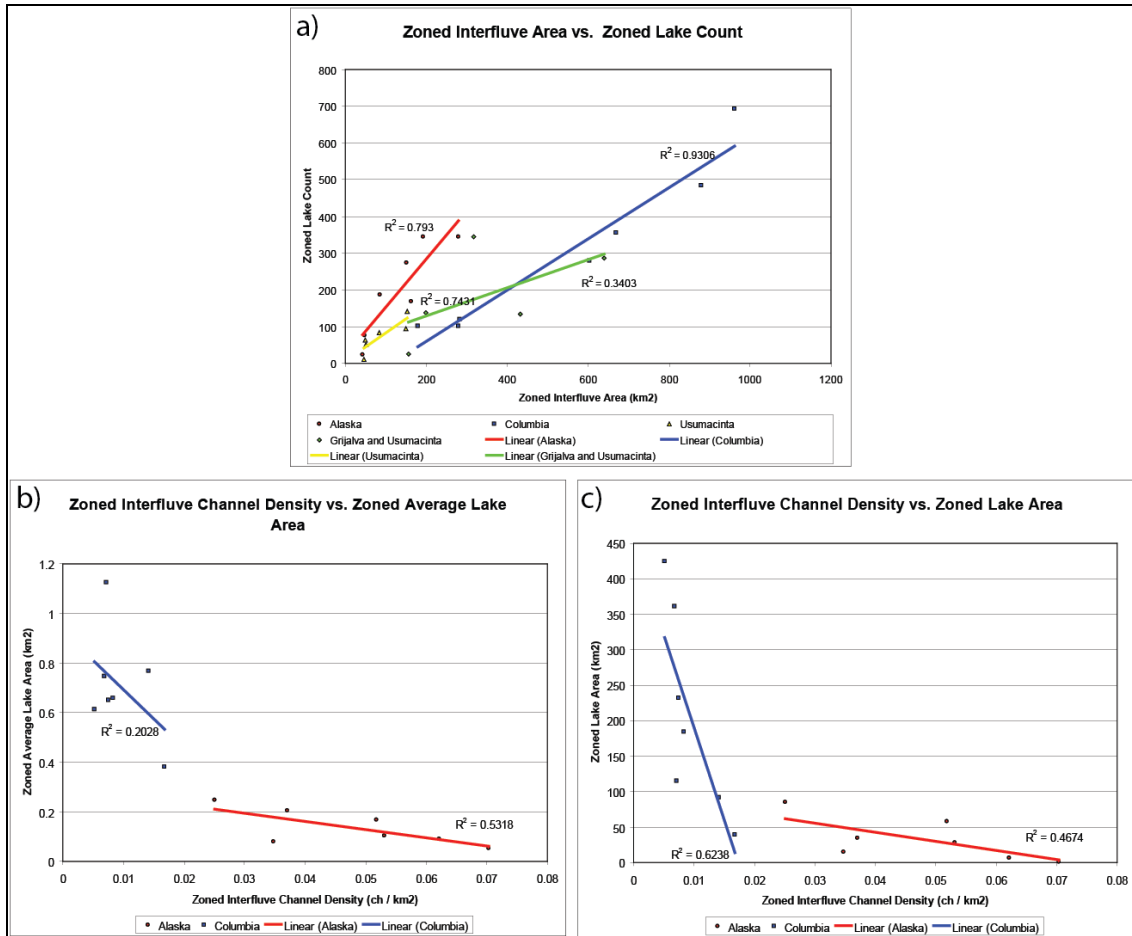 a)
Zoned Interfluve Area vs. Zoned Lake Count
800
700
600
500
400
300
200
100
0
Zoned Lake Count
R² = 0.793
R² = 0.7431
R² = 0.9306
R² = 0.3403
0 200 400 600 800 1000 1200
Zoned Interfluve Area (km2)
Alaska Columbia Usumacinta
Grijalva and Usumacinta Linear (Alaska) Linear (Columbia)
Linear (Usumacinta) Linear (Grijalva and Usumacinta)
b)
Zoned Interfluve Channel Density vs. Zoned Average Lake
Area
1.2
1
0.8
0.6
0.4
0.2
0
Zoned Average Lake Area (km2)
R² = 0.2028
R² = 0.5318
0 0.01 0.02 0.03 0.04 0.05 0.06 0.07 0.08
Zoned Interfluve Channel Density (ch / km2)
Alaska Columbia Linear (Alaska) Linear (Columbia)
c)
Zoned Interfluve Channel Density vs. Zoned Lake Area
450
400
350
300
250
200
150
100
50
0
Zoned Lake Area (km2)
R² = 0.6238
R² = 0.4674
0 0.01 0.02 0.03 0.04 0.05 0.06 0.07 0.08
Zoned Interfluve Channel Density (ch / km2)
Alaska Columbia Linear (Alaska) Linear (Columbia)